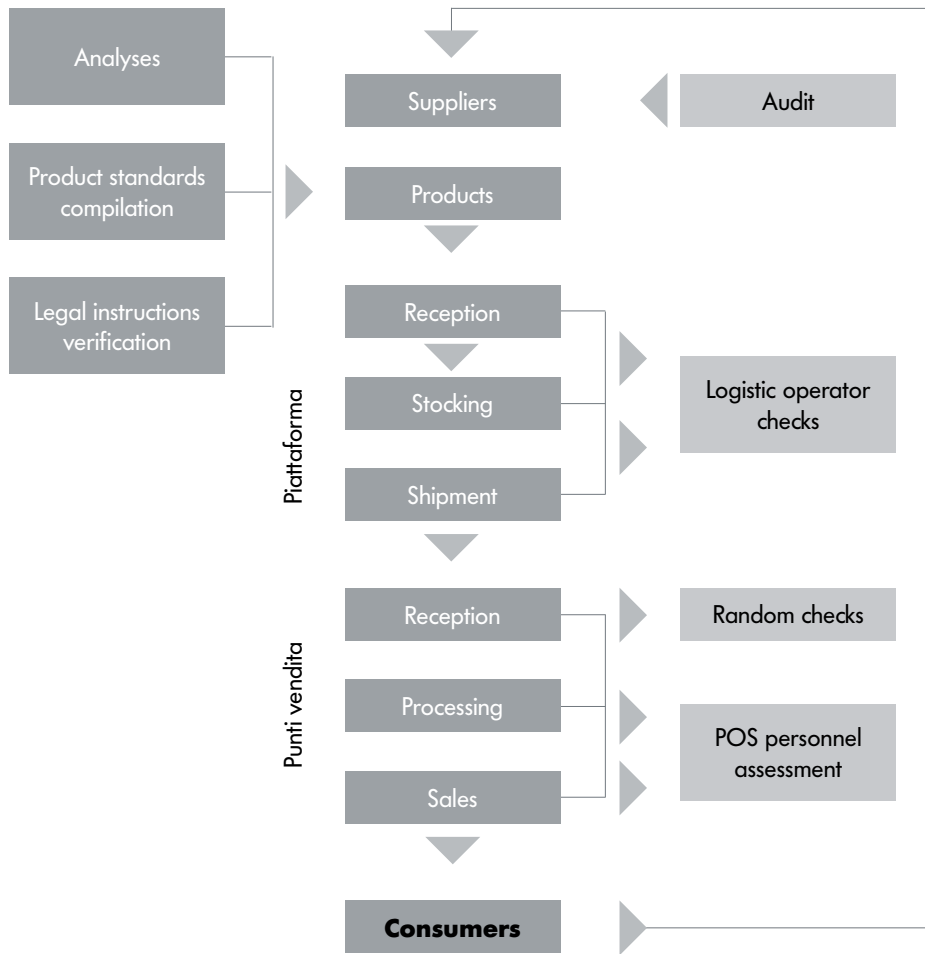 Analyses
Suppliers
Audit
Product standards
compilation
Products
Legal instructions
verification
Piattaforma
Reception
Stocking
Shipment
Logistic operator
checks
Punti vendita
Reception
Processing
Sales
Random checks
POS personnel
assessment
Consumers